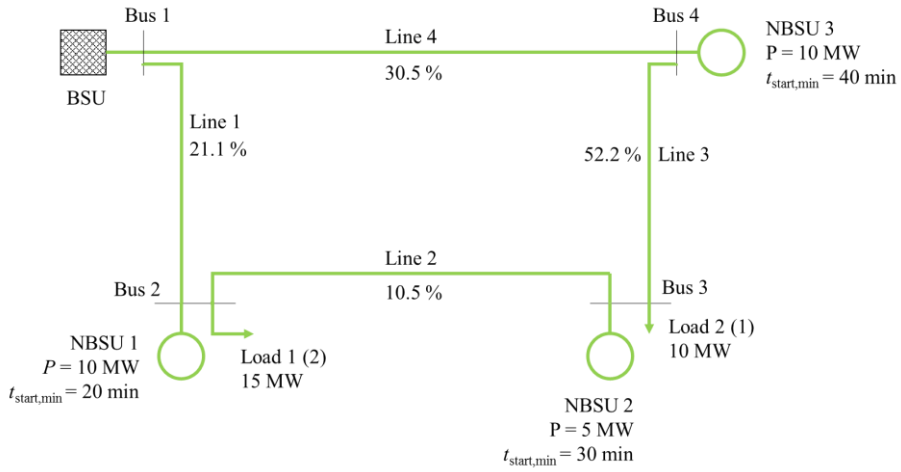 Bus 1
Bus 4
Line 4
30.5 %
BSU
NBSU 3
P = 10 MW
tstart,min = 40 min
Line 1
21.1 %
52.2 %
Line 3
Line 2
10.5 %
Bus 2
Bus 3
NBSU 1
P = 10 MW
tstart,min = 20 min
Load 1 (2)
15 MW
Load 2 (1)
10 MW
NBSU 2
P = 5 MW
tstart,min = 30 min